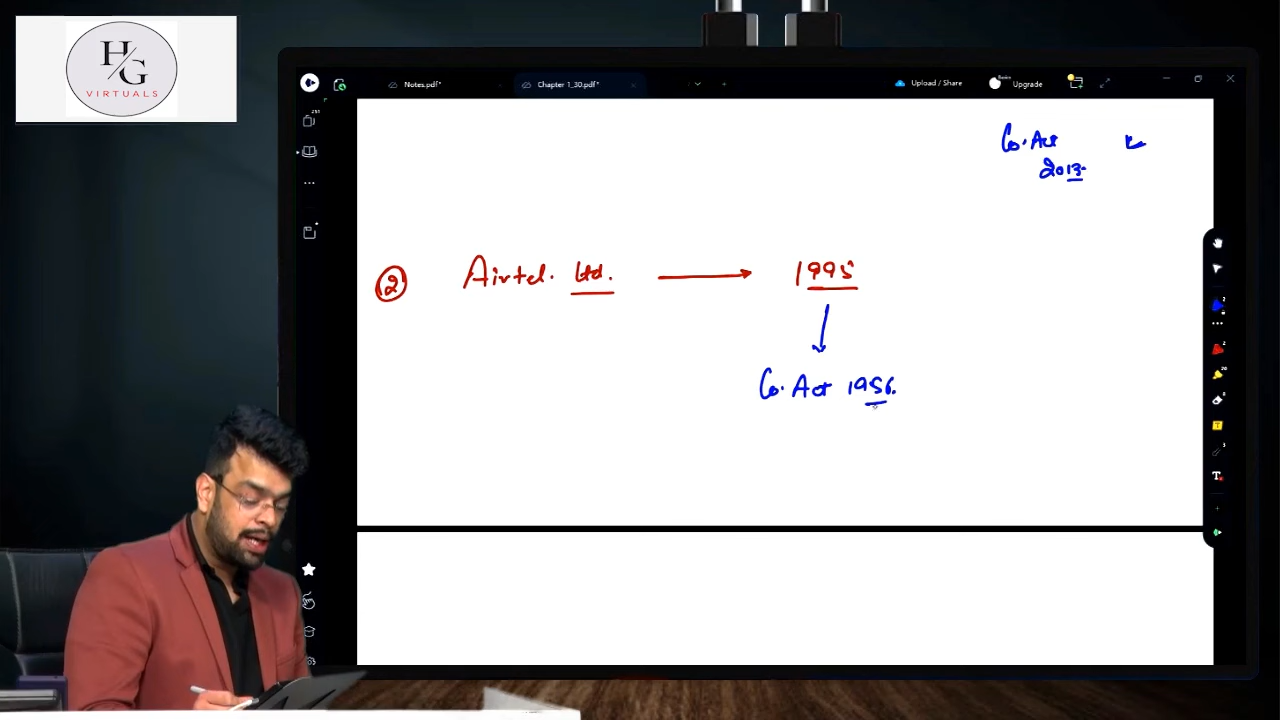 H/G
VIRTUALS
Notes.pdf*
Chapter 1_30.pdf*
Upload / Share
Upgrade
Co. Act
2013
② Airtel. Ltd. → 1995
↓
Co. Act 1956.